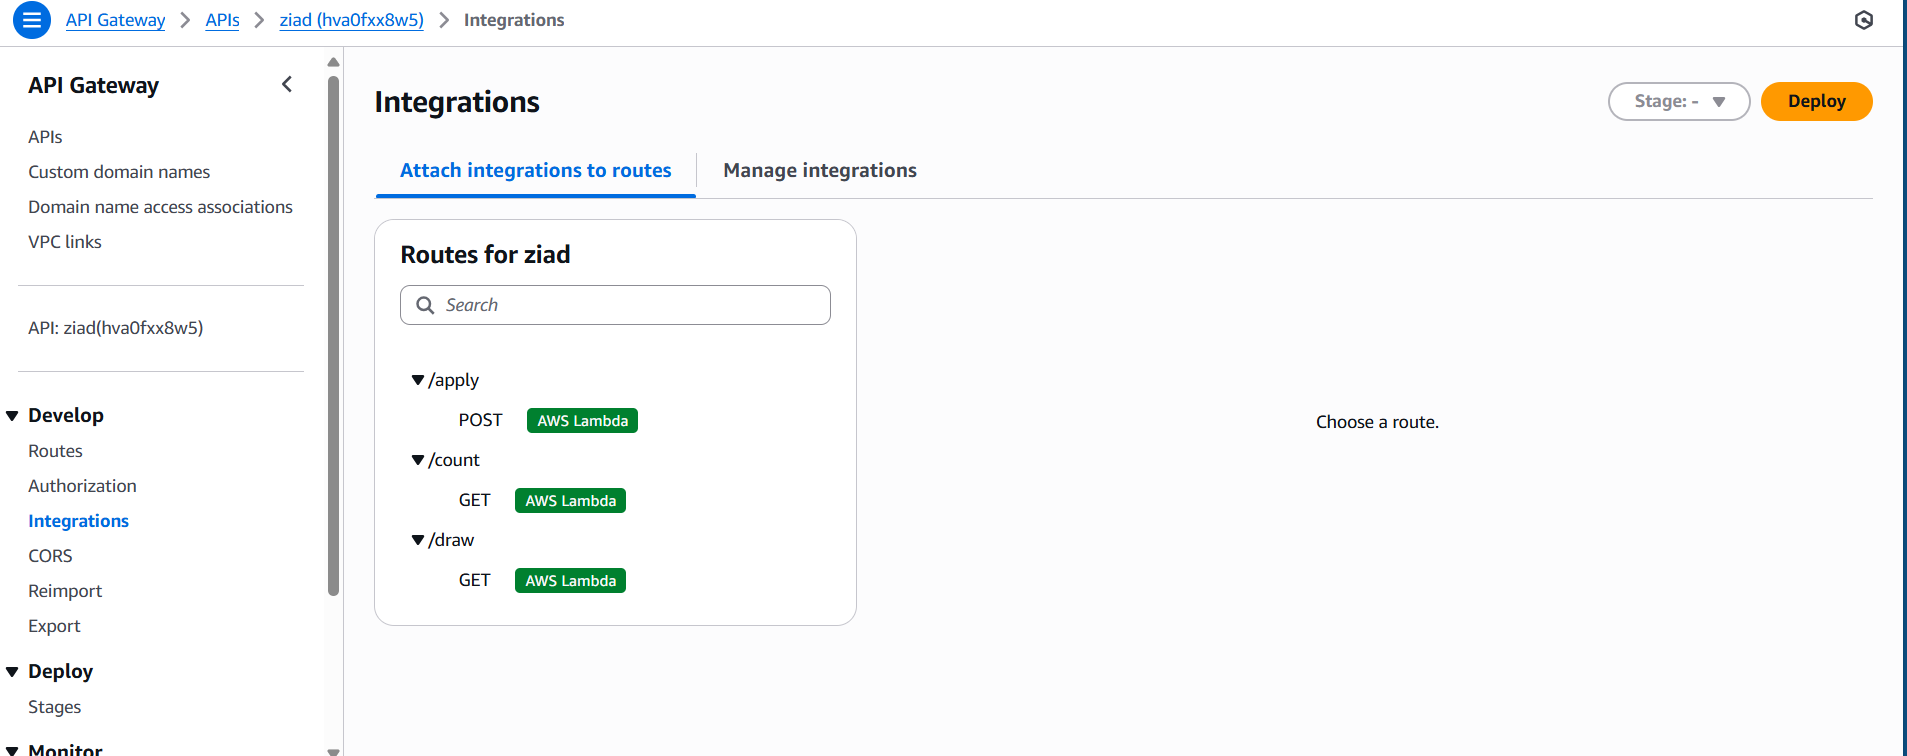 API Gateway > APIs > ziad (hva0fxx8w5) > Integrations
API Gateway
APIs
Custom domain names
Domain name access associations
VPC links
API: ziad(hva0fxx8w5)
Develop
Routes
Authorization
Integrations
CORS
Reimport
Export
Deploy
Stages
Monitor
Integrations
Stage: -
Deploy
Attach integrations to routes
Manage integrations
Routes for ziad
Search
/apply
POST AWS Lambda
/count
GET AWS Lambda
/draw
GET AWS Lambda
Choose a route.